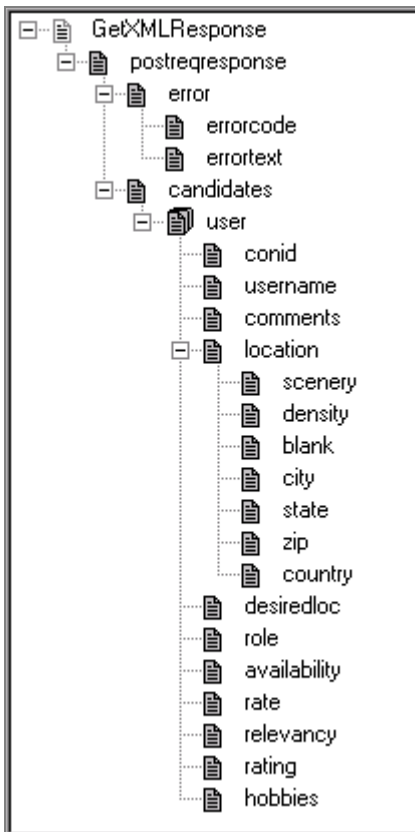 GetXMLResponse
postreqresponse
error
errorcode
errortext
candidates
user
conid
username
comments
location
scenery
density
blank
city
state
zip
country
desiredloc
role
availability
rate
relevancy
rating
hobbies